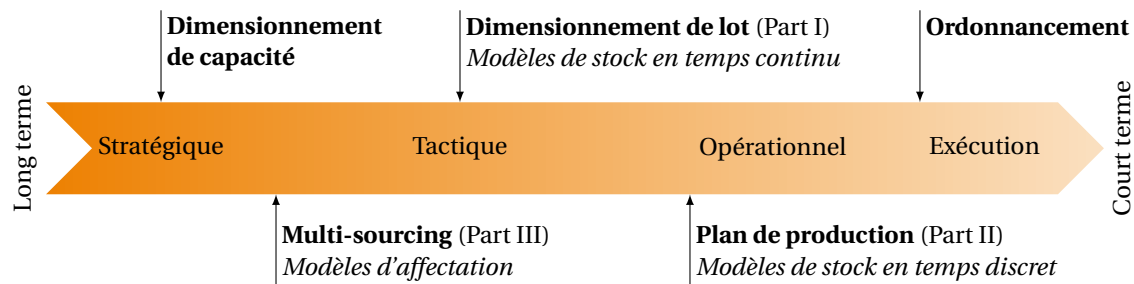 Dimensionnement
de capacité
Dimensionnement de lot (Part I)
Modèles de stock en temps continu
Ordonnancement
Long terme
Stratégique
Tactique
Opérationnel
Exécution
Court terme
Multi-sourcing (Part III)
Modèles d'affectation
Plan de production (Part II)
Modèles de stock en temps discret